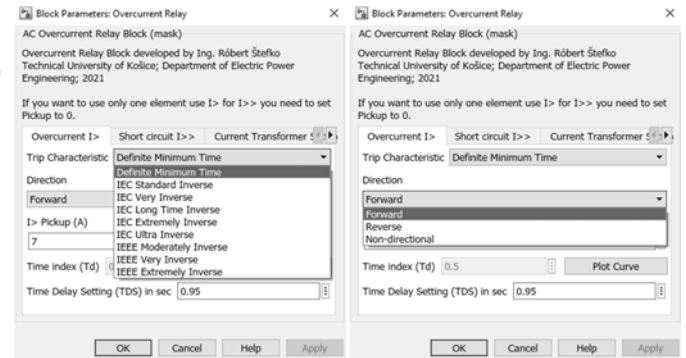 Block Parameters: Overcurrent Relay
AC Overcurrent Relay Block (mask)
Overcurrent Relay Block developed by Ing. Róbert Štefko
Technical University of Košice; Department of Electric Power
Engineering; 2021
If you want to use only one element use I> for I>> you need to set
Pickup to 0.
Overcurrent I> Short circuit I>> Current Transformer
Trip Characteristic Definite Minimum Time
Definite Minimum Time
IEC Standard Inverse
IEC Very Inverse
IEC Long Time Inverse
IEC Extremely Inverse
IEC Ultra Inverse
IEEE Moderately Inverse
IEEE Very Inverse
IEEE Extremely Inverse
Direction
Forward
I> Pickup (A)
7
Time index (Td)
Time Delay Setting (TDS) in sec 0.95
OK Cancel Help Apply
Block Parameters: Overcurrent Relay
AC Overcurrent Relay Block (mask)
Overcurrent Relay Block developed by Ing. Róbert Štefko
Technical University of Košice; Department of Electric Power
Engineering; 2021
If you want to use only one element use I> for I>> you need to set
Pickup to 0.
Overcurrent I> Short circuit I>> Current Transformer
Trip Characteristic Definite Minimum Time
Direction
Forward
Forward
Reverse
Non-directional
Time index (Td) 0.5 Plot Curve
Time Delay Setting (TDS) in sec 0.95
OK Cancel Help Apply